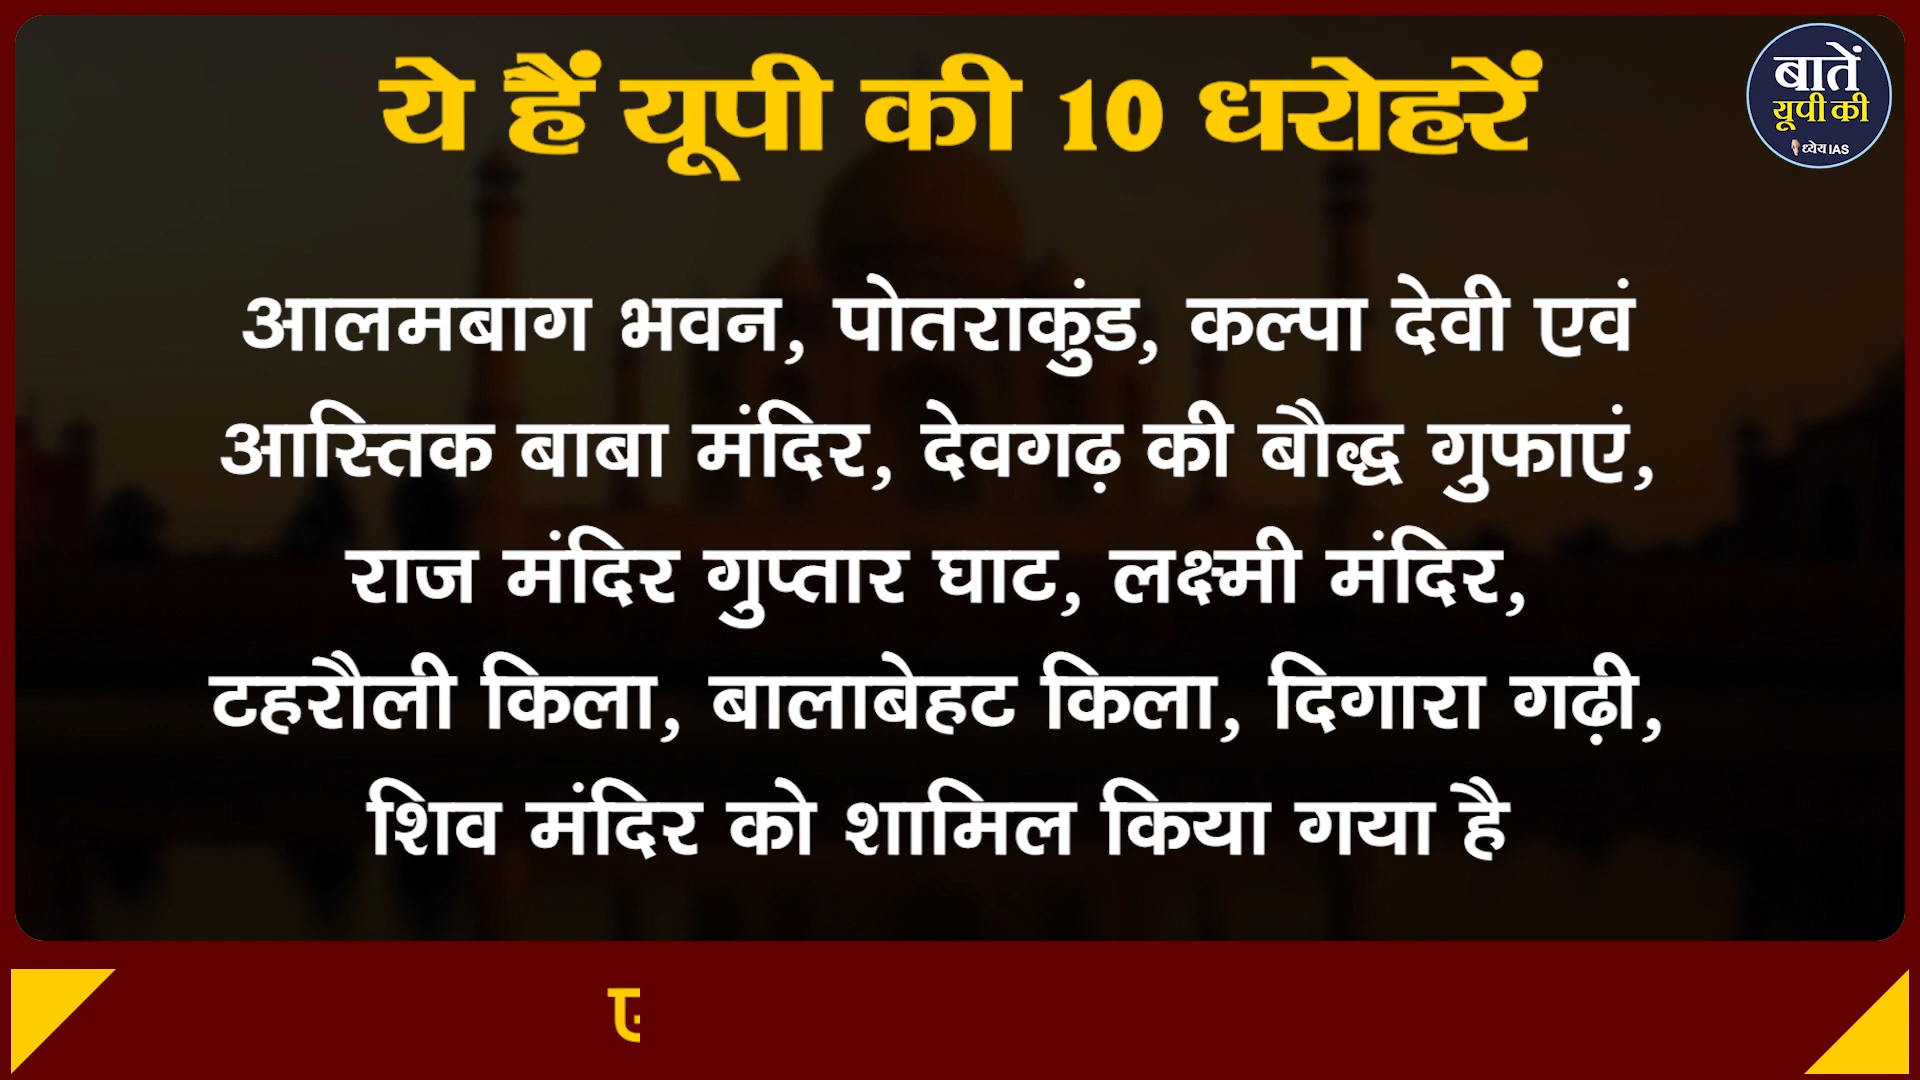 ये हैं यूपी की 10 धरोहरें
बातें
यूपी की
ध्येय IAS
आलमबाग भवन, पोतराकुंड, कल्पा देवी एवं
आस्तिक बाबा मंदिर, देवगढ़ की बौद्ध गुफाएं,
राज मंदिर गुप्तार घाट, लक्ष्मी मंदिर,
टहरौली किला, बालाबेहट किला, दिगारा गढ़ी,
शिव मंदिर को शामिल किया गया है